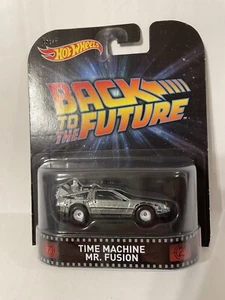 Hot Wheels
BACK
TO THE
FUTURE
TIME MACHINE
MR. FUSION